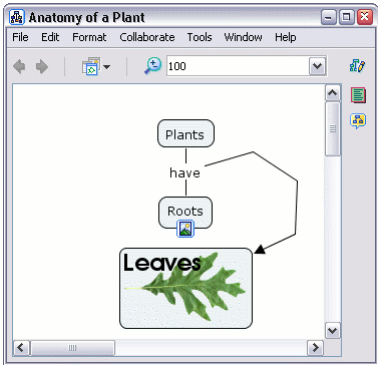 Anatomy of a Plant
File Edit Format Collaborate Tools Window Help
100
Plants
have
Roots
Leaves